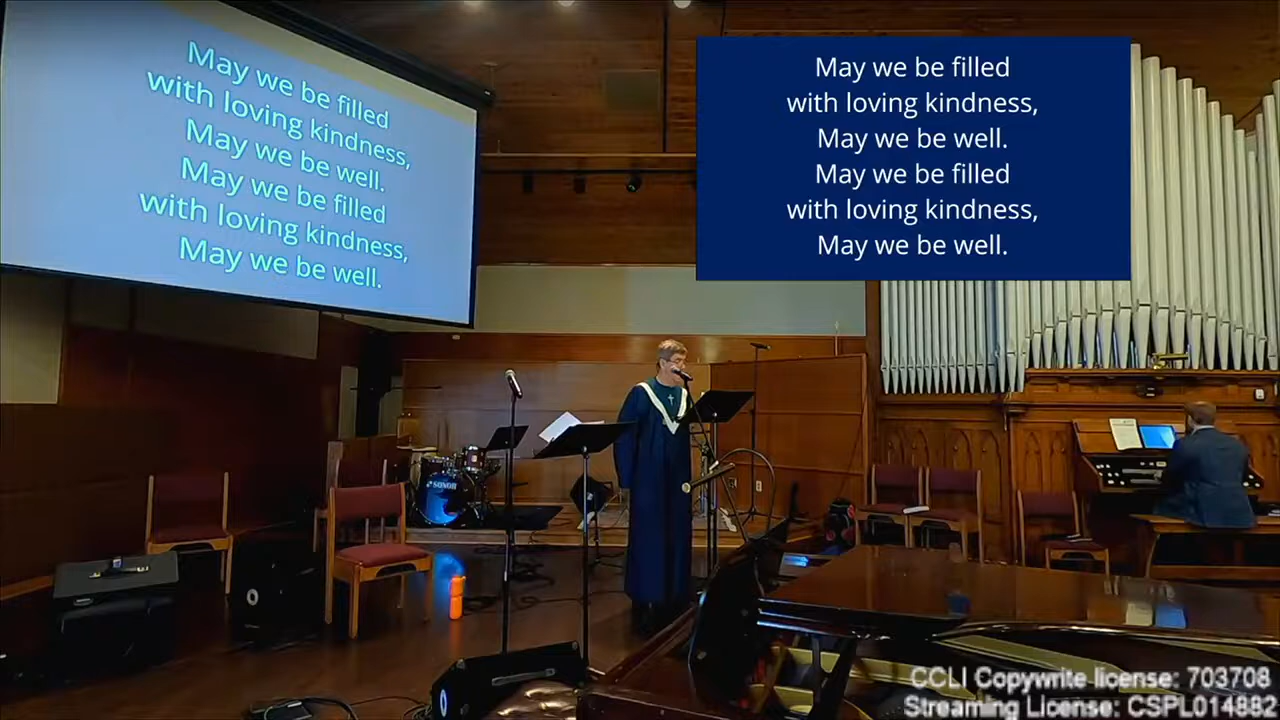 May we be filled
with loving kindness,
May we be well.
May we be filled
with loving kindness,
May we be well.
May we be filled
with loving kindness,
May we be well.
May we be filled
with loving kindness,
May we be well.
SONOR
CCLI Copywrite license: 703708
Streaming License: CSPL014882